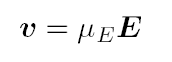 𝒗 = μ_E 𝑬